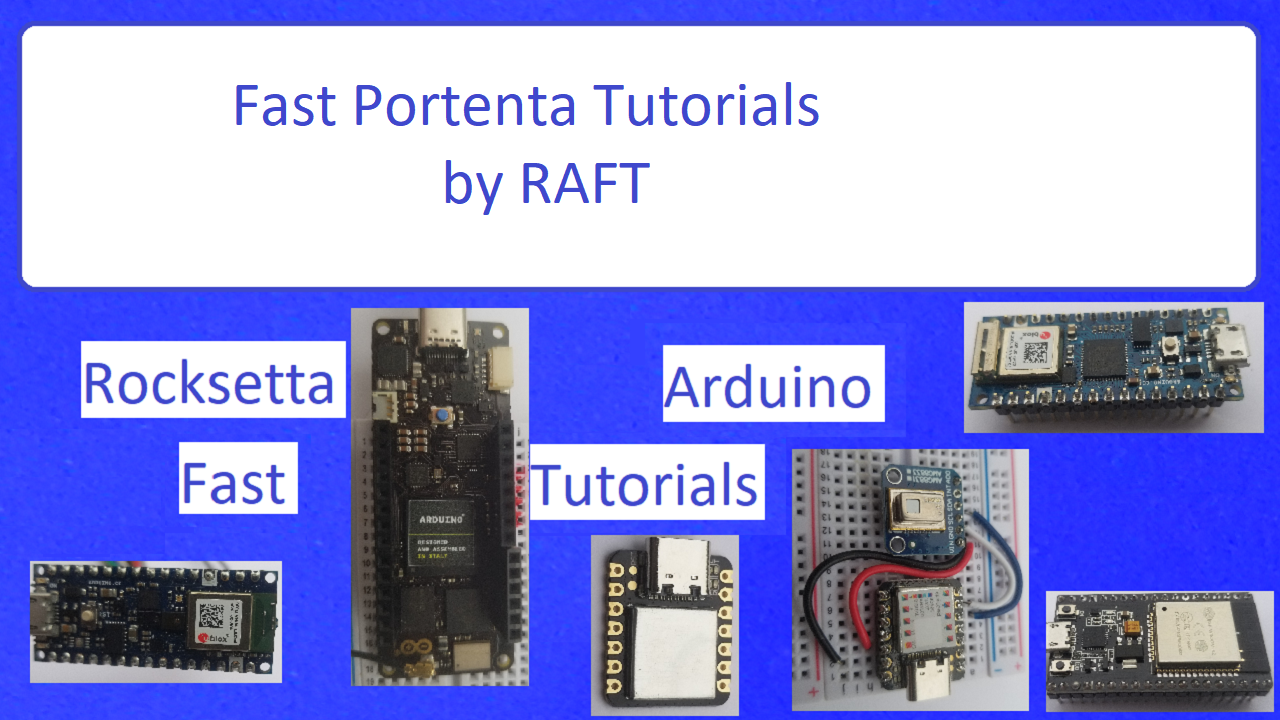 Fast Portenta Tutorials
by RAFT
Rocksetta
Arduino
Fast
Tutorials
ARDUINO
DESIGNED
AND ASSEMBLED
IN ITALY